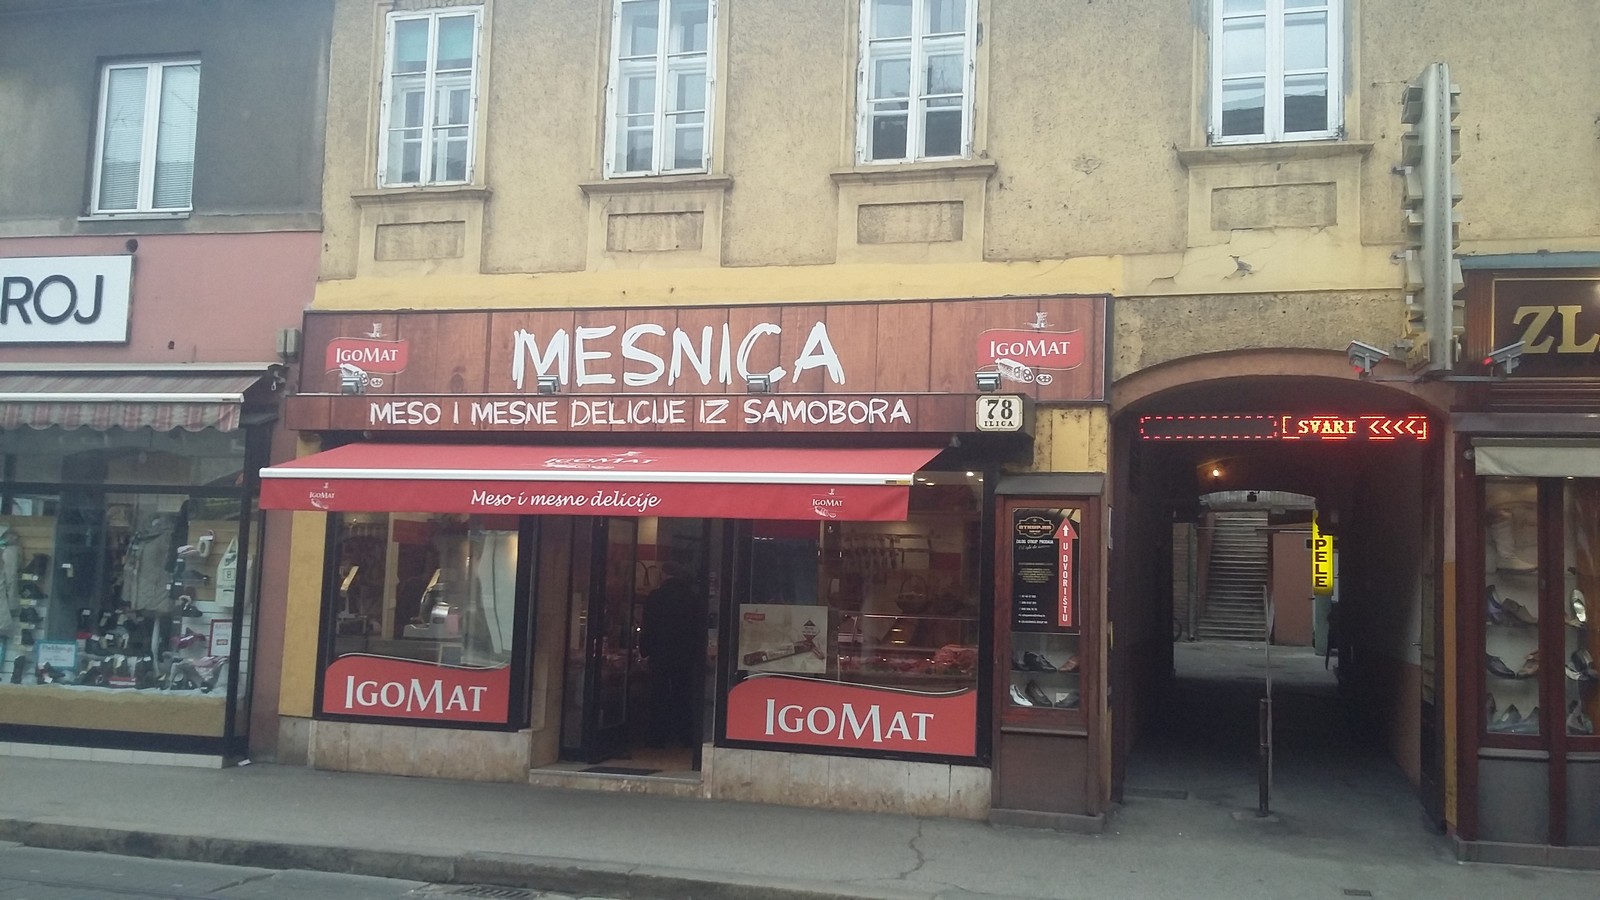 ROJ
IGOMAT
MESNICA
IGOMAT
MESO I MESNE DELICIJE IZ SAMOBORA
78
ILICA
IGOMAT
IGOMAT
Meso i mesne delicije
IGOMAT
IGOMAT
IGOMAT
U DVORIŠTU
SVARI <<<<
PELE
ZL